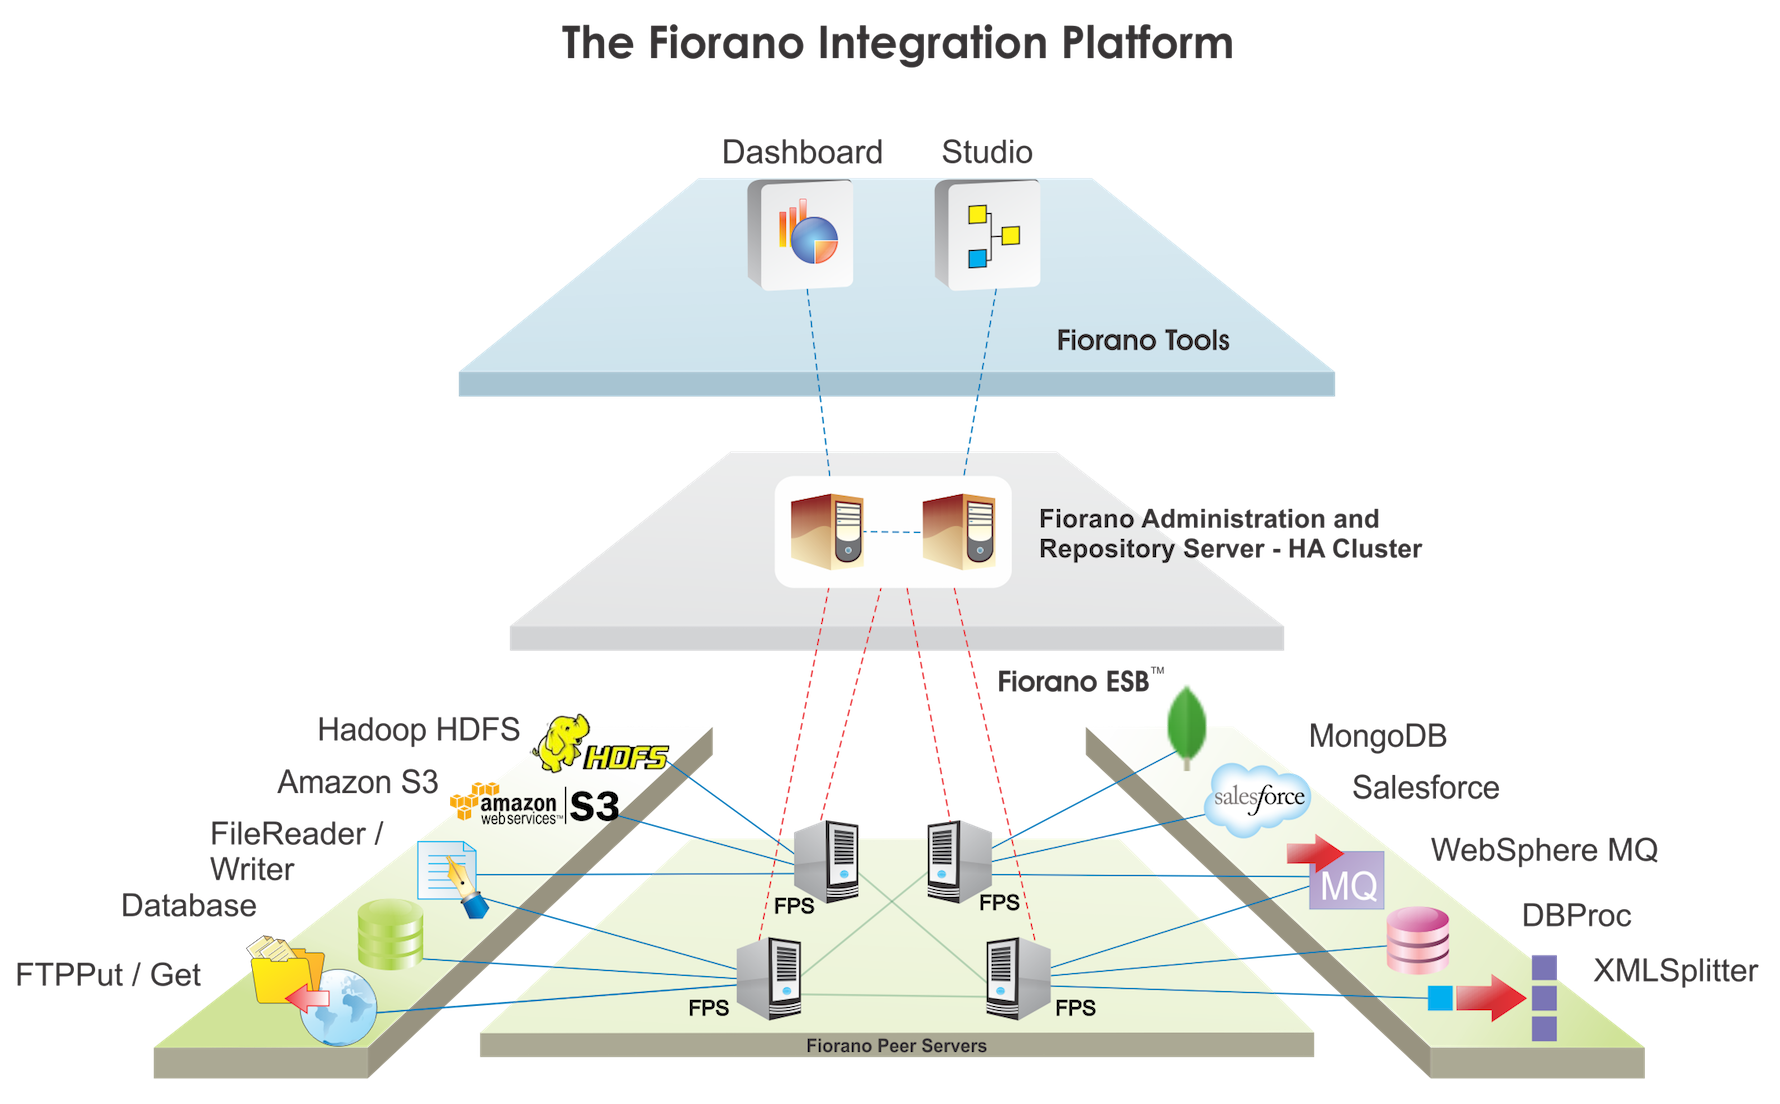 The Fiorano Integration Platform
Dashboard
Studio
Fiorano Tools
Fiorano Administration and
Repository Server - HA Cluster
Fiorano ESB™
Hadoop HDFS
HDFS
MongoDB
Amazon S3
amazon
webservices™
S3
salesforce
Salesforce
FileReader /
Writer
WebSphere MQ
MQ
Database
FPS
FPS
DBProc
FTPPut / Get
XMLSplitter
FPS
FPS
Fiorano Peer Servers